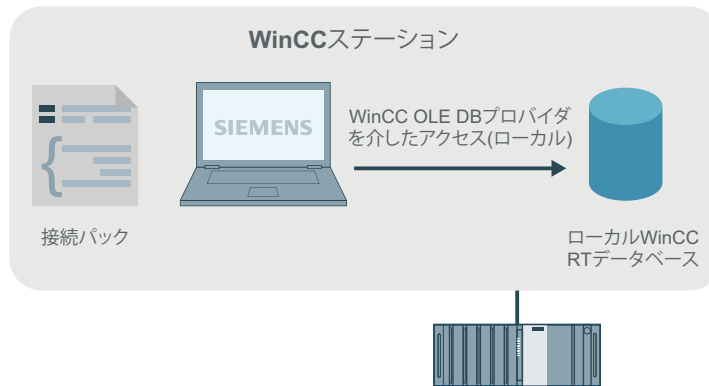 WinCCステーション
SIEMENS
WinCC OLE DBプロバイダ
を介したアクセス(ローカル)
接続パック
ローカルWinCC
RTデータベース